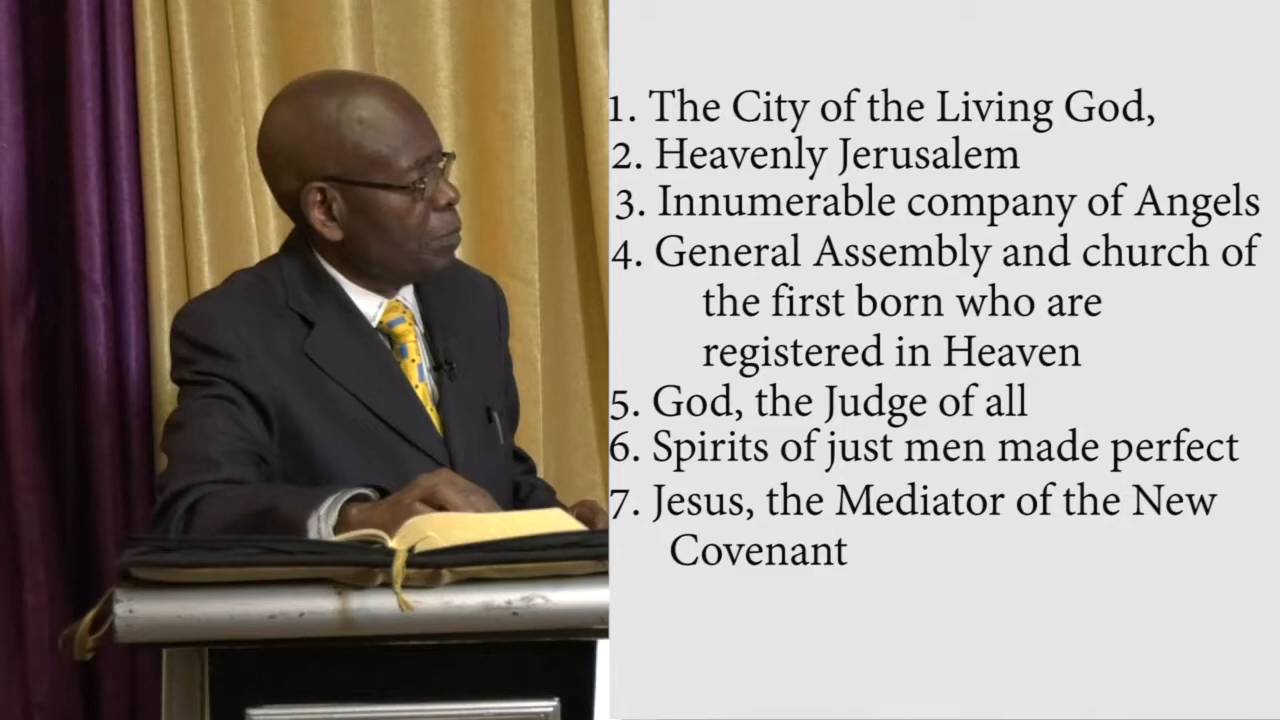 1. The City of the Living God,
2. Heavenly Jerusalem
3. Innumerable company of Angels
4. General Assembly and church of
the first born who are
registered in Heaven
5. God, the Judge of all
6. Spirits of just men made perfect
7. Jesus, the Mediator of the New
Covenant